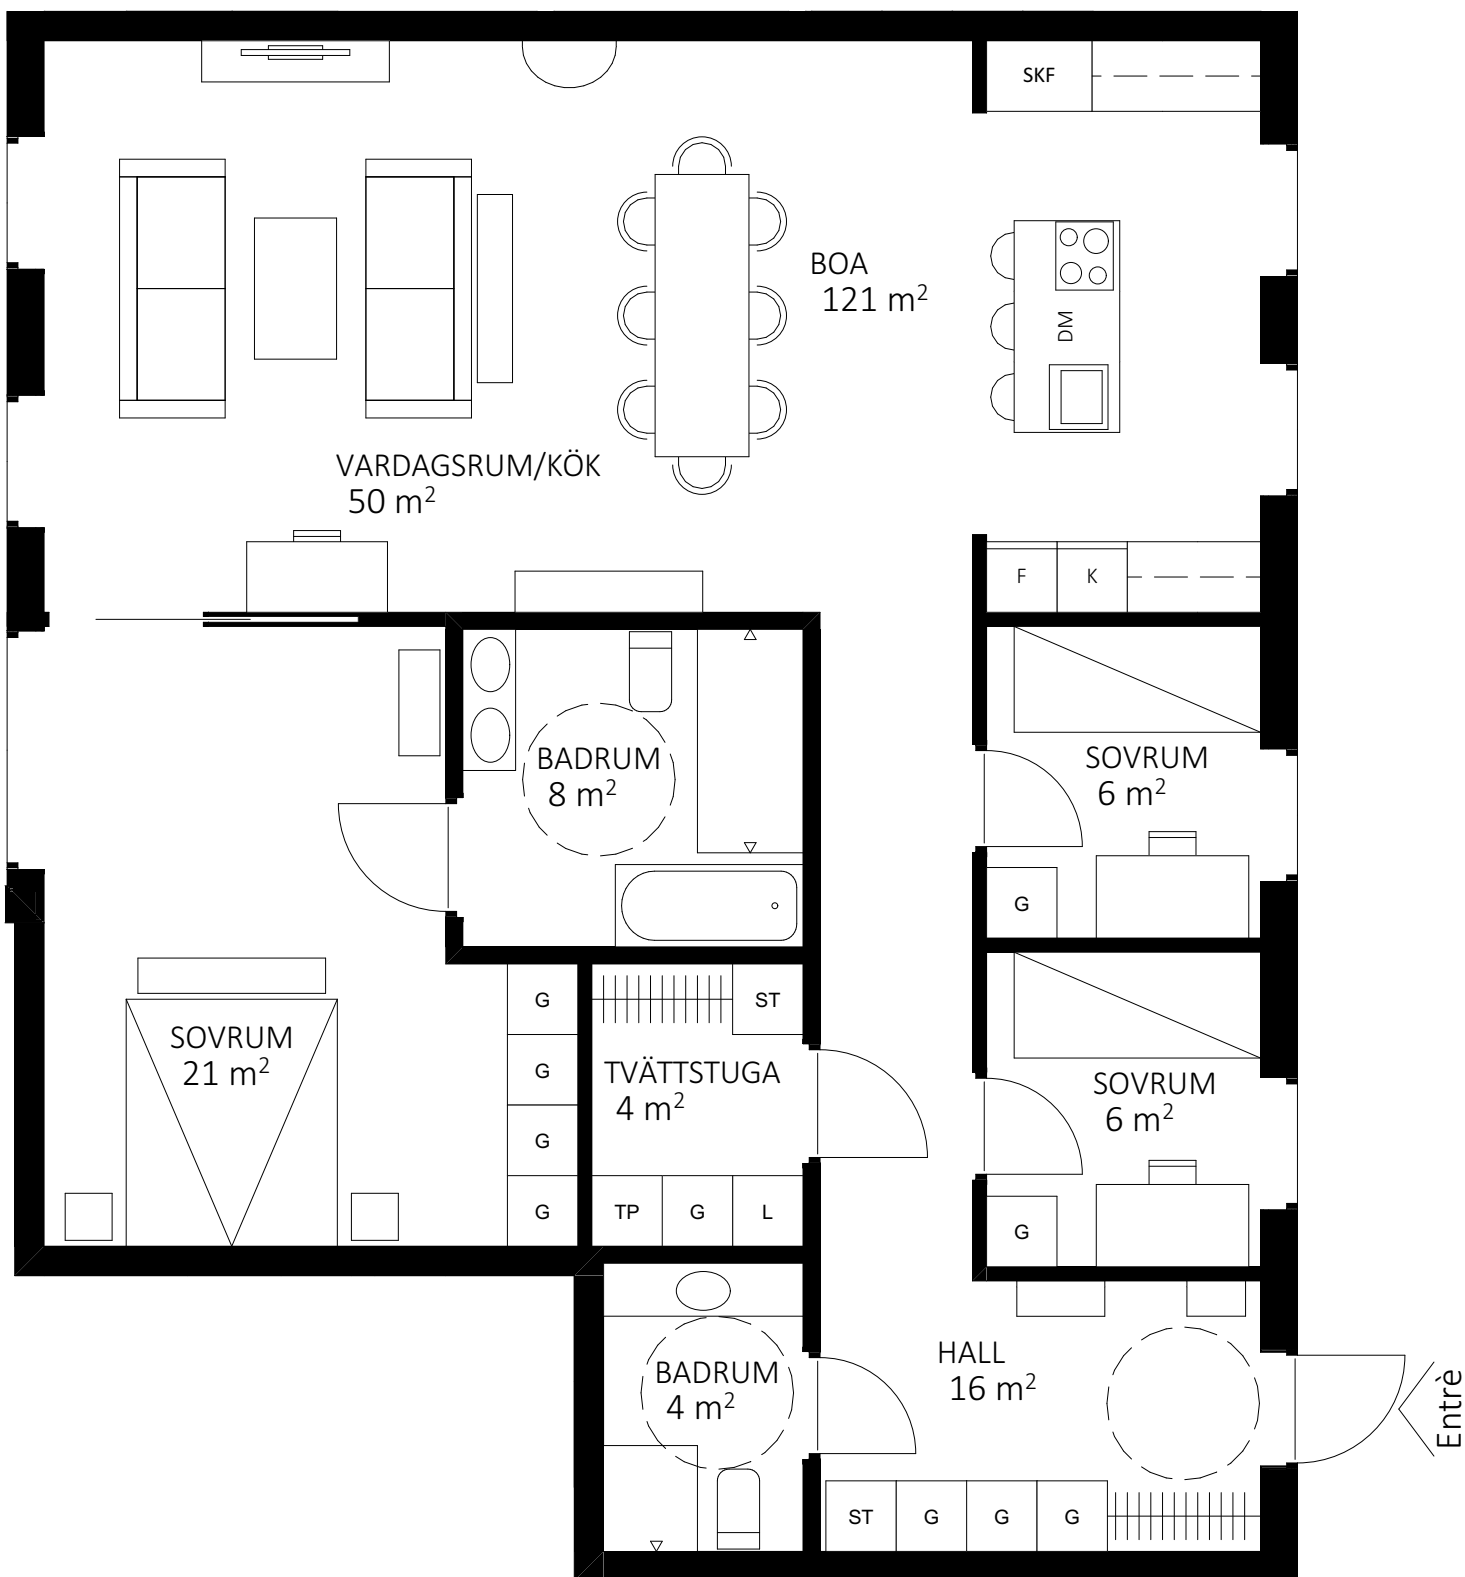 SKF
BOA
121 m²
DM
VARDAGSRUM/KÖK
50 m²
F
K
BADRUM
8 m²
SOVRUM
6 m²
G
G
ST
SOVRUM
21 m²
G
TVÄTTSTUGA
4 m²
SOVRUM
6 m²
G
G
TP
G
L
G
HALL
16 m²
BADRUM
4 m²
Entrè
ST
G
G
G